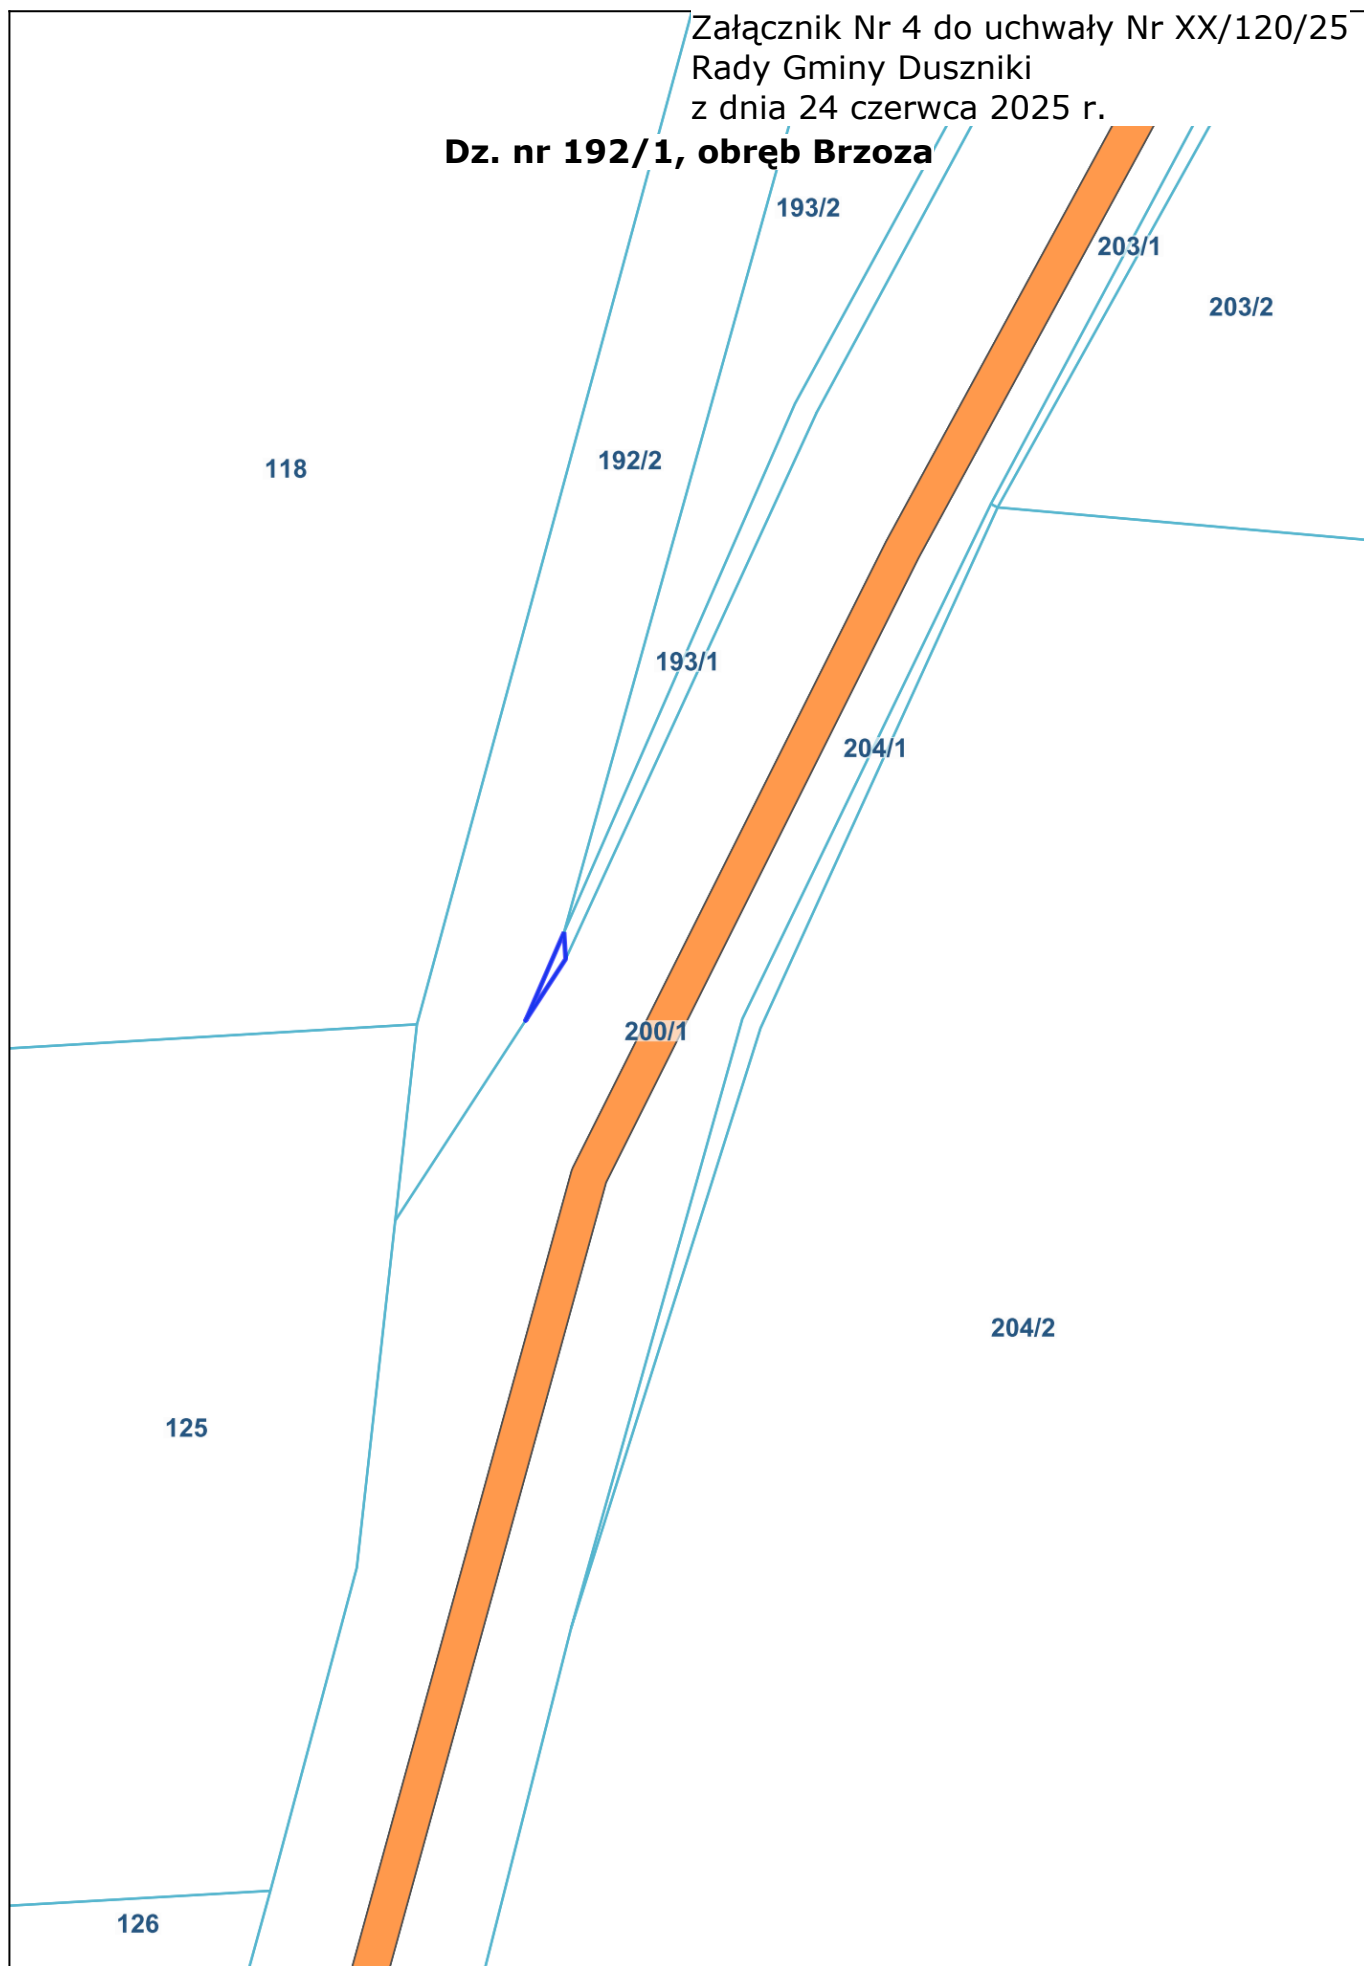 Załącznik Nr 4 do uchwały Nr XX/120/25
Rady Gminy Duszniki
z dnia 24 czerwca 2025 r.
Dz. nr 192/1, obręb Brzoza
193/2
203/1
203/2
192/2
118
193/1
204/1
200/1
204/2
125
126